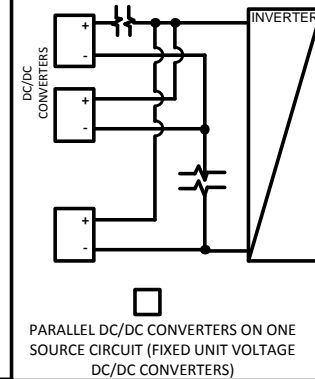 INVERTER
+
-
DC/DC
CONVERTERS
+
-
+
-
PARALLEL DC/DC CONVERTERS ON ONE
SOURCE CIRCUIT (FIXED UNIT VOLTAGE
DC/DC CONVERTERS)